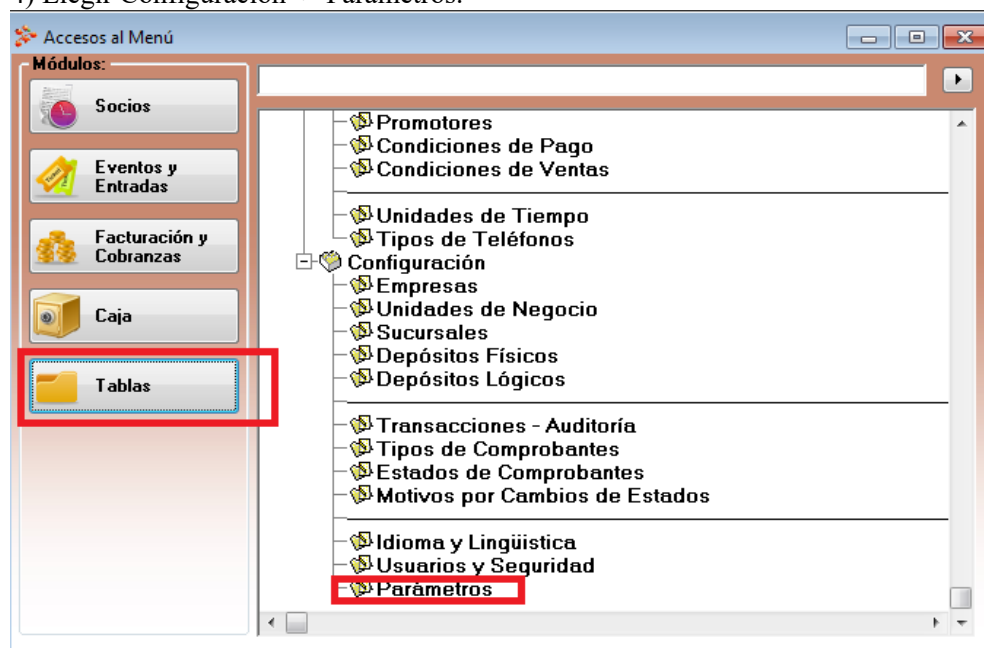 4) Elegir Configuración -> Parámetros.
Accesos al Menú
Módulos:
Socios
Eventos y
Entradas
Facturación y
Cobranzas
Caja
Tablas
Promotores
Condiciones de Pago
Condiciones de Ventas
Unidades de Tiempo
Tipos de Teléfonos
Configuración
Empresas
Unidades de Negocio
Sucursales
Depósitos Físicos
Depósitos Lógicos
Transacciones - Auditoría
Tipos de Comprobantes
Estados de Comprobantes
Motivos por Cambios de Estados
Idioma y Lingüistica
Usuarios y Seguridad
Parámetros